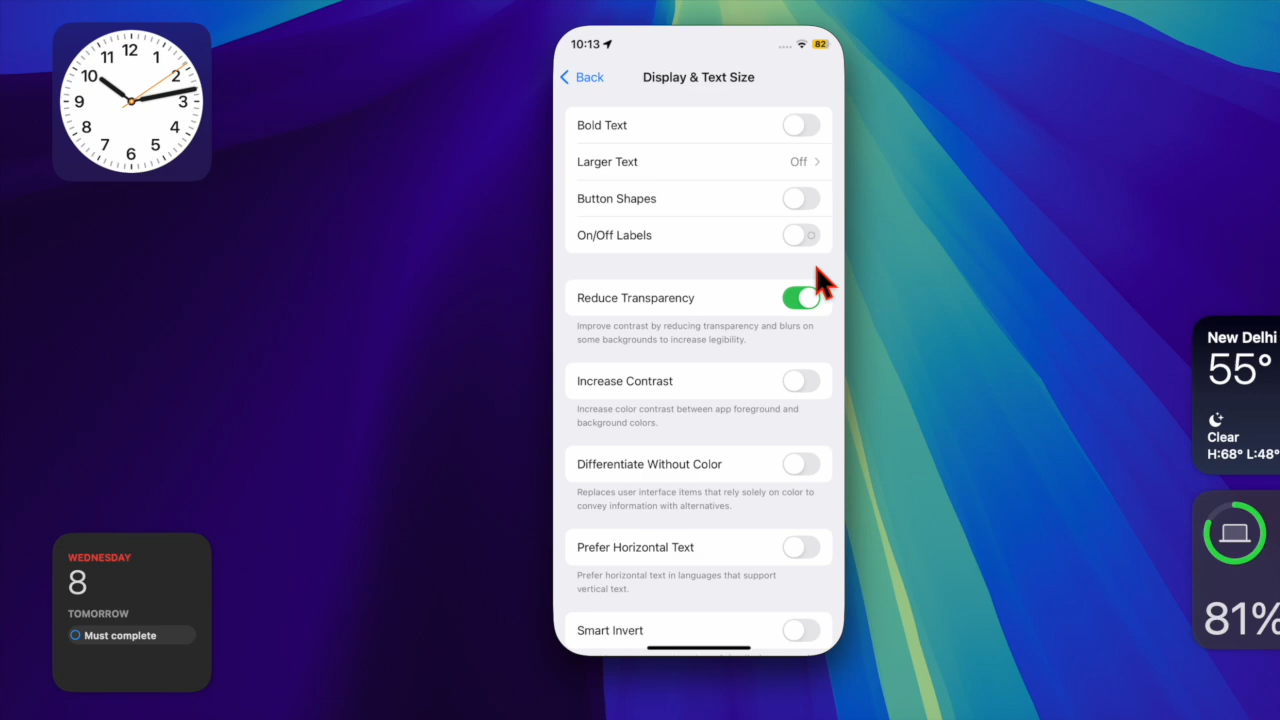 12
1
2
3
4
5
6
7
8
9
10
11
WEDNESDAY
8
TOMORROW
Must complete
10:13
82
Back
Display & Text Size
Bold Text
Larger Text Off
Button Shapes
On/Off Labels
Reduce Transparency
Improve contrast by reducing transparency and blurs on
some backgrounds to increase legibility.
Increase Contrast
Increase color contrast between app foreground and
background colors.
Differentiate Without Color
Replaces user interface items that rely solely on color to
convey information with alternatives.
Prefer Horizontal Text
Prefer horizontal text in languages that support
vertical text.
Smart Invert
New Delhi
55°
Clear
H:68° L:48°
81%